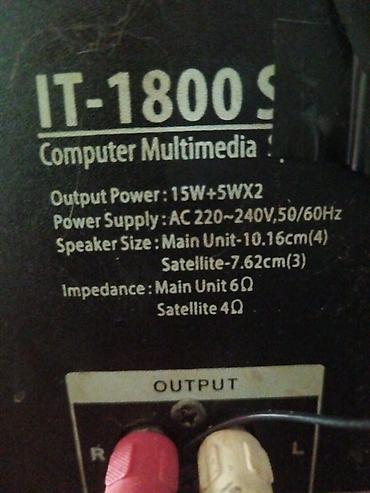 IT-1800
Computer Multimedia
Output Power : 15W+5WX2
Power Supply : AC 220~240V,50/60Hz
Speaker Size : Main Unit-10.16cm(4)
Satellite-7.62cm(3)
Impedance : Main Unit 6Ω
Satellite 4Ω
OUTPUT
R L